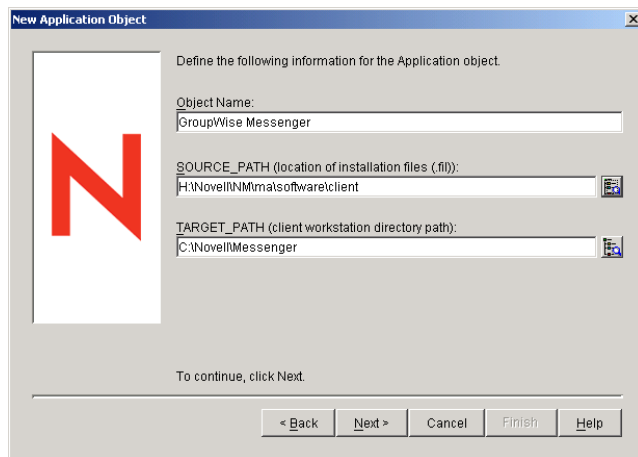 New Application Object
Define the following information for the Application object.
Object Name:
GroupWise Messenger
SOURCE_PATH (location of installation files (.fil)):
H:\Novell\NM\ma\software\client
TARGET_PATH (client workstation directory path):
C:\Novell\Messenger
N
To continue, click Next.
< Back Next > Cancel Finish Help